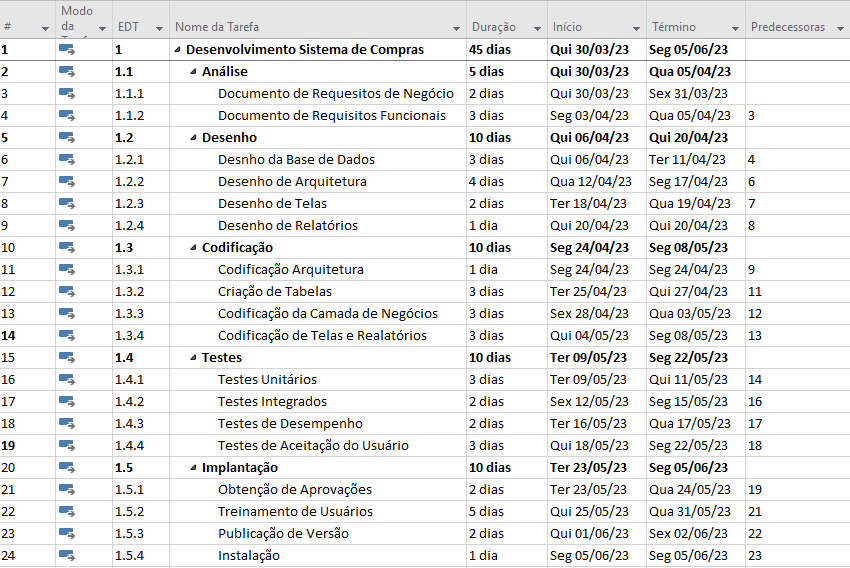 # Modo da Tarefa EDT Nome da Tarefa Duração Início Término Predecessoras
1 1 Desenvolvimento Sistema de Compras 45 dias Qui 30/03/23 Seg 05/06/23
2 1.1 Análise 5 dias Qui 30/03/23 Qua 05/04/23
3 1.1.1 Documento de Requesitos de Negócio 2 dias Qui 30/03/23 Sex 31/03/23
4 1.1.2 Documento de Requisitos Funcionais 3 dias Seg 03/04/23 Qua 05/04/23 3
5 1.2 Desenho 10 dias Qui 06/04/23 Qui 20/04/23
6 1.2.1 Desnho da Base de Dados 3 dias Qui 06/04/23 Ter 11/04/23 4
7 1.2.2 Desenho de Arquitetura 4 dias Qua 12/04/23 Seg 17/04/23 6
8 1.2.3 Desenho de Telas 2 dias Ter 18/04/23 Qua 19/04/23 7
9 1.2.4 Desenho de Relatórios 1 dia Qui 20/04/23 Qui 20/04/23 8
10 1.3 Codificação 10 dias Seg 24/04/23 Seg 08/05/23
11 1.3.1 Codificação Arquitetura 1 dia Seg 24/04/23 Seg 24/04/23 9
12 1.3.2 Criação de Tabelas 3 dias Ter 25/04/23 Qui 27/04/23 11
13 1.3.3 Codificação da Camada de Negócios 3 dias Sex 28/04/23 Qua 03/05/23 12
14 1.3.4 Codificação de Telas e Realatórios 3 dias Qui 04/05/23 Seg 08/05/23 13
15 1.4 Testes 10 dias Ter 09/05/23 Seg 22/05/23
16 1.4.1 Testes Unitários 3 dias Ter 09/05/23 Qui 11/05/23 14
17 1.4.2 Testes Integrados 2 dias Sex 12/05/23 Seg 15/05/23 16
18 1.4.3 Testes de Desempenho 2 dias Ter 16/05/23 Qua 17/05/23 17
19 1.4.4 Testes de Aceitação do Usuário 3 dias Qui 18/05/23 Seg 22/05/23 18
20 1.5 Implantação 10 dias Ter 23/05/23 Seg 05/06/23
21 1.5.1 Obtenção de Aprovações 2 dias Ter 23/05/23 Qua 24/05/23 19
22 1.5.2 Treinamento de Usuários 5 dias Qui 25/05/23 Qua 31/05/23 21
23 1.5.3 Publicação de Versão 2 dias Qui 01/06/23 Sex 02/06/23 22
24 1.5.4 Instalação 1 dia Seg 05/06/23 Seg 05/06/23 23